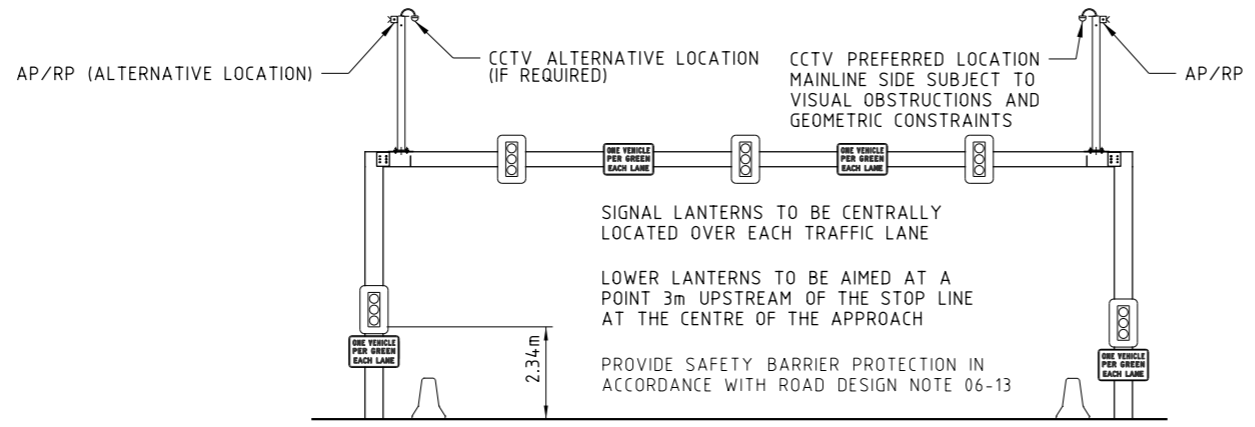 AP/RP (ALTERNATIVE LOCATION)
CCTV ALTERNATIVE LOCATION
(IF REQUIRED)
CCTV PREFERRED LOCATION
MAINLINE SIDE SUBJECT TO
VISUAL OBSTRUCTIONS AND
GEOMETRIC CONSTRAINTS
AP/RP
ONE VEHICLE
PER GREEN
EACH LANE
ONE VEHICLE
PER GREEN
EACH LANE
SIGNAL LANTERNS TO BE CENTRALLY
LOCATED OVER EACH TRAFFIC LANE
LOWER LANTERNS TO BE AIMED AT A
POINT 3m UPSTREAM OF THE STOP LINE
AT THE CENTRE OF THE APPROACH
PROVIDE SAFETY BARRIER PROTECTION IN
ACCORDANCE WITH ROAD DESIGN NOTE 06-13
ONE VEHICLE
PER GREEN
EACH LANE
2.34m
ONE VEHICLE
PER GREEN
EACH LANE